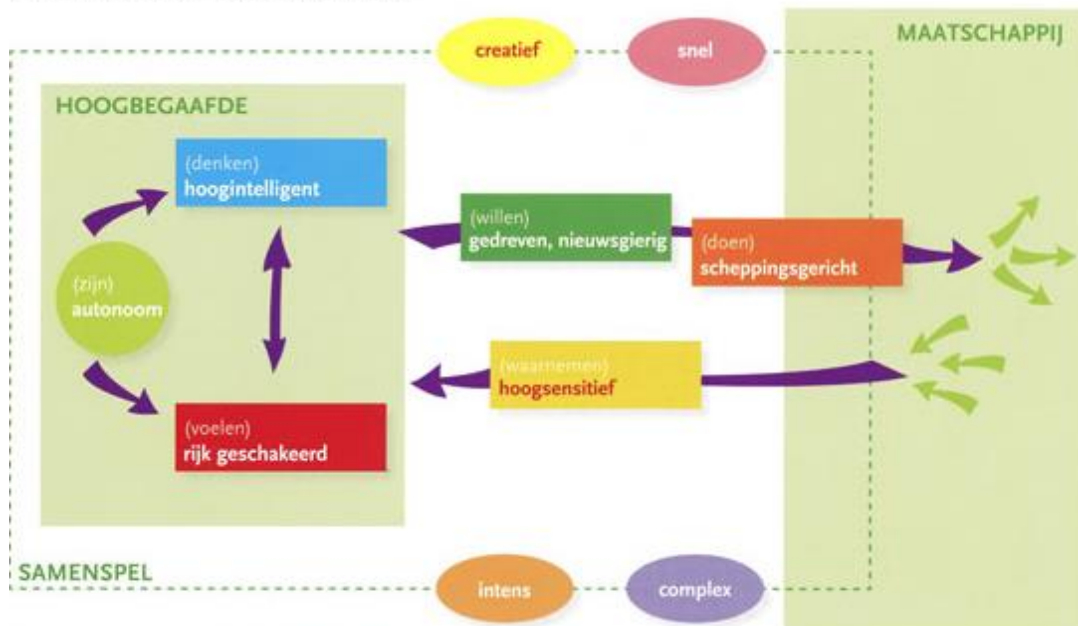 creatief
snel
MAATSCHAPPIJ
HOOGBEGAAFDE
(denken)
hoogintelligent
(willen)
gedreven, nieuwsgierig
(doen)
scheppingsgericht
(zijn)
autonoom
(waarnemen)
hoogsensitief
(voelen)
rijk geschakeerd
SAMENSPEL
intens
complex